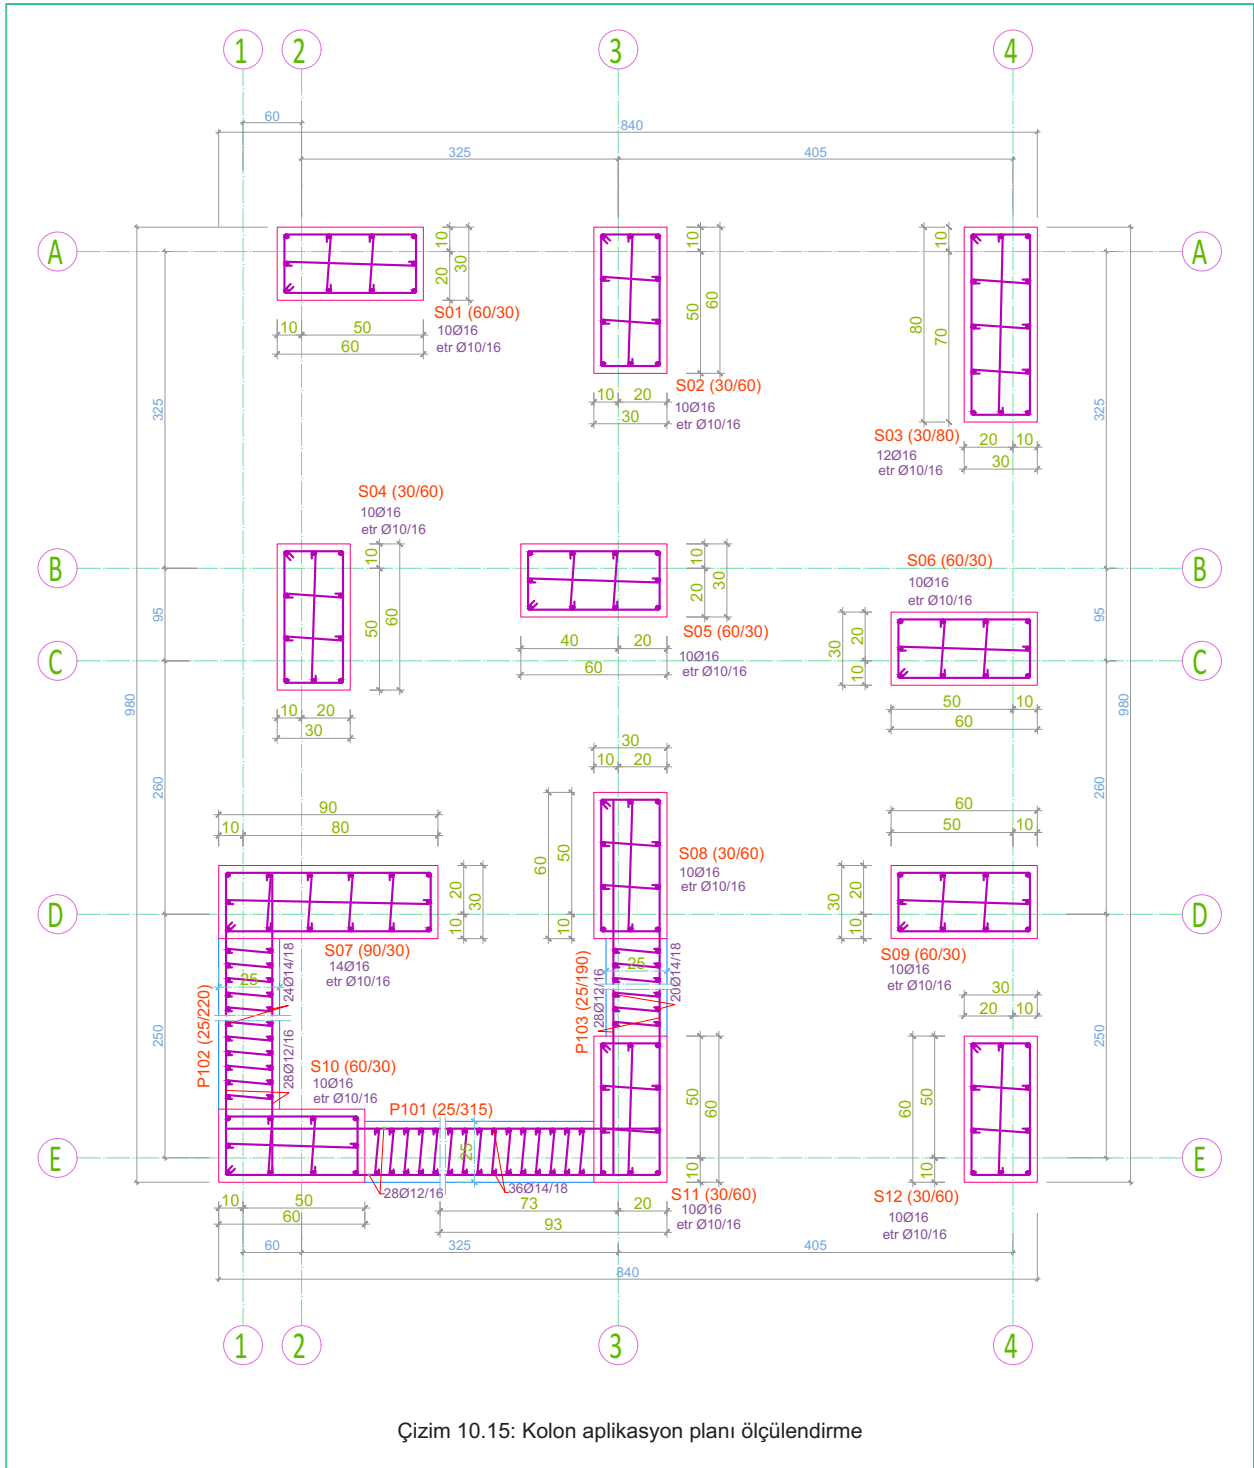 1 2 3 4
60
840
325 405
A A
10 30 20
S01 (60/30)
10Ø16
etr Ø10/16
10 50
60
10 60 50
S02 (30/60)
10Ø16
etr Ø10/16
10 20
30
10 80 70
S03 (30/80)
12Ø16
etr Ø10/16
20 10
30
325 325
S04 (30/60)
10Ø16
etr Ø10/16
10 60 50
10 20
30
B B
10 30 20
S05 (60/30)
10Ø16
etr Ø10/16
40 20
60
S06 (60/30)
10Ø16
etr Ø10/16
20 30 10
50 10
60
95 95
C C
980 980
260 260
90
10 80
20 30 10
S07 (90/30)
14Ø16
etr Ø10/16
30
10 20
60 50 10
S08 (30/60)
10Ø16
etr Ø10/16
60
50 10
20 30 10
S09 (60/30)
10Ø16
etr Ø10/16
D D
25
24Ø14/18
P102 (25/220)
28Ø12/16
25
P103 (25/190)
28Ø12/16
20Ø14/18
250 250
S10 (60/30)
10Ø16
etr Ø10/16
P101 (25/315)
25
28Ø12/16
36Ø14/18
50 60 10
S11 (30/60)
10Ø16
etr Ø10/16
30
20 10
60 50 10
S12 (30/60)
10Ø16
etr Ø10/16
E E
10 50
60
73 20
93
60 325 405
840
1 2 3 4
Çizim 10.15: Kolon aplikasyon planı ölçülendirme